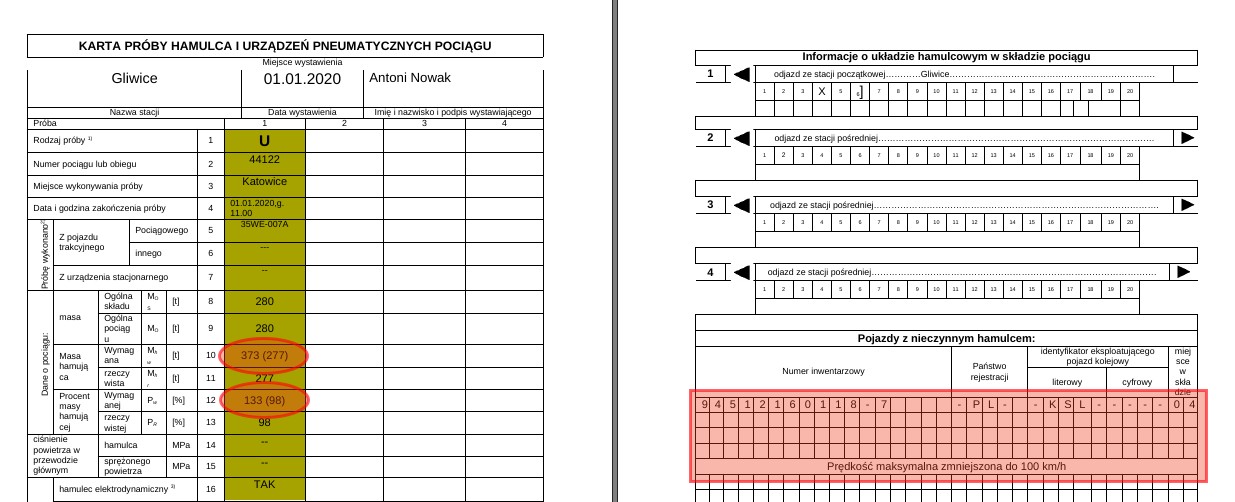 KARTA PRÓBY HAMULCA I URZĄDZEŃ PNEUMATYCZNYCH POCIĄGU
Miejsce wystawienia
Gliwice 01.01.2020 Antoni Nowak
Nazwa stacji Data wystawienia Imię i nazwisko i podpis wystawiającego
Próba 1 2 3 4
Rodzaj próby ¹⁾ 1 U
Numer pociągu lub obiegu 2 44122
Miejsce wykonywania próby 3 Katowice
Data i godzina zakończenia próby 4 01.01.2020,g. 11.00
Próbę wykonano
Z pojazdu trakcyjnego Pociągowego 5 35WE-007A
innego 6 ---
Z urządzenia stacjonarnego 7 --
Dane o pociągu:
masa Ogólna składu MOs [t] 8 280
Ogólna pociągu MO [t] 9 280
Masa hamująca Wymagana Mhw [t] 10 373 (277)
rzeczywista Mhr [t] 11 277
Procent masy hamującej Wymaganej Pw [%] 12 133 (98)
rzeczywistej PR [%] 13 98
ciśnienie powietrza w przewodzie głównym hamulca MPa 14 --
sprężonego powietrza MPa 15 --
hamulec elektrodynamiczny ³⁾ 16 TAK
Informacje o układzie hamulcowym w składzie pociągu
1 odjazd ze stacji początkowej............Gliwice.......................................................................
1 2 3 X 5 6] 7 8 9 10 11 12 13 14 15 16 17 18 19 20
2 odjazd ze stacji pośredniej.......................................................................................................
1 2 3 4 5 6 7 8 9 10 11 12 13 14 15 16 17 18 19 20
3 odjazd ze stacji pośredniej.......................................................................................................
1 2 3 4 5 6 7 8 9 10 11 12 13 14 15 16 17 18 19 20
4 odjazd ze stacji pośredniej.......................................................................................................
1 2 3 4 5 6 7 8 9 10 11 12 13 14 15 16 17 18 19 20
Pojazdy z nieczynnym hamulcem:
Numer inwentarzowy Państwo rejestracji identyfikator eksploatującego pojazd kolejowy miejsce w składzie
literowy cyfrowy
9 4 5 1 2 1 6 0 1 1 8 - 7 - P L - - K S L - - - - 0 4
Prędkość maksymalna zmniejszona do 100 km/h